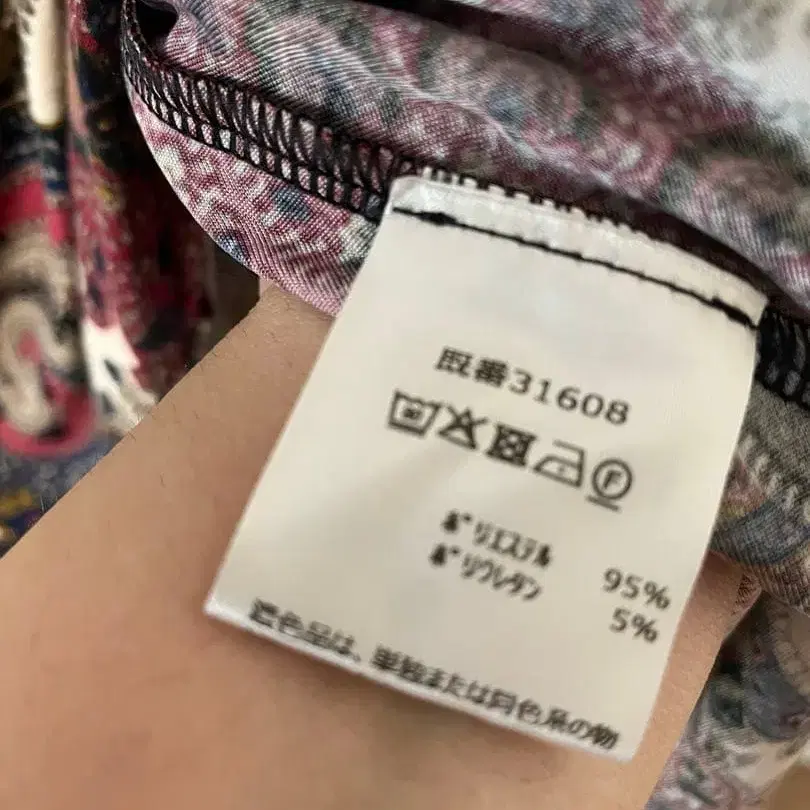 既番31608
F
ポリエステル 95%
ポリウレタン 5%
濃色品は、単独または同色系の物